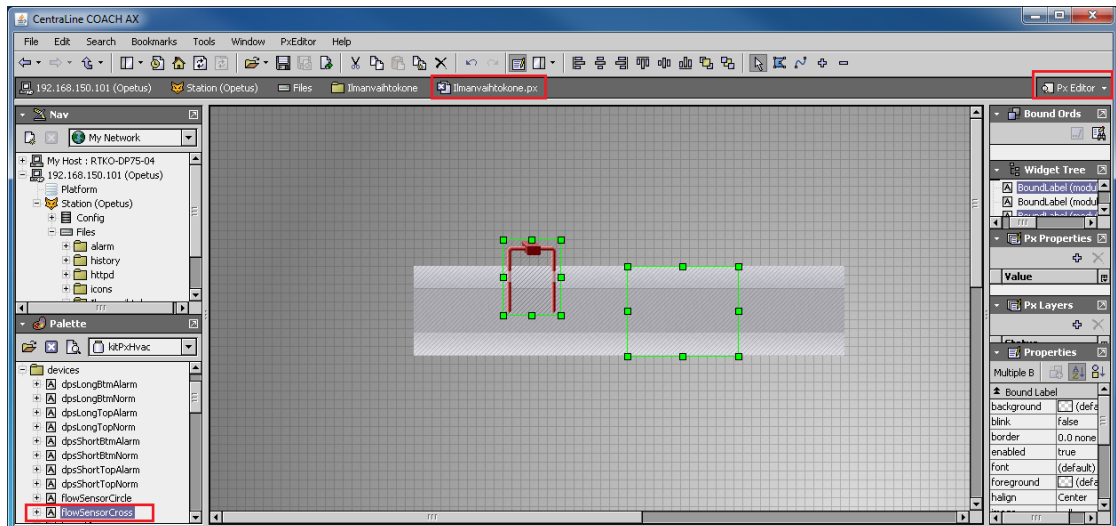 CentraLine COACH AX
File Edit Search Bookmarks Tools Window PxEditor Help
192.168.150.101 (Opetus) Station (Opetus) Files Ilmanvaihtokone Ilmanvaihtokone.px Px Editor
Nav
My Network
My Host : RTKO-DP75-04
192.168.150.101 (Opetus)
Platform
Station (Opetus)
Config
Files
alarm
history
httpd
icons
Palette
kitPxHvac
devices
dpsLongBtmAlarm
dpsLongBtmNorm
dpsLongTopAlarm
dpsLongTopNorm
dpsShortBtmAlarm
dpsShortBtmNorm
dpsShortTopAlarm
dpsShortTopNorm
flowSensorCircle
flowSensorCross
Bound Ords
Widget Tree
BoundLabel (modul
BoundLabel (modul
Px Properties
Value
Px Layers
Properties
Multiple B
Bound Label
background (defa
blink false
border 0.0 none
enabled true
font (default)
foreground (defa
halign Center